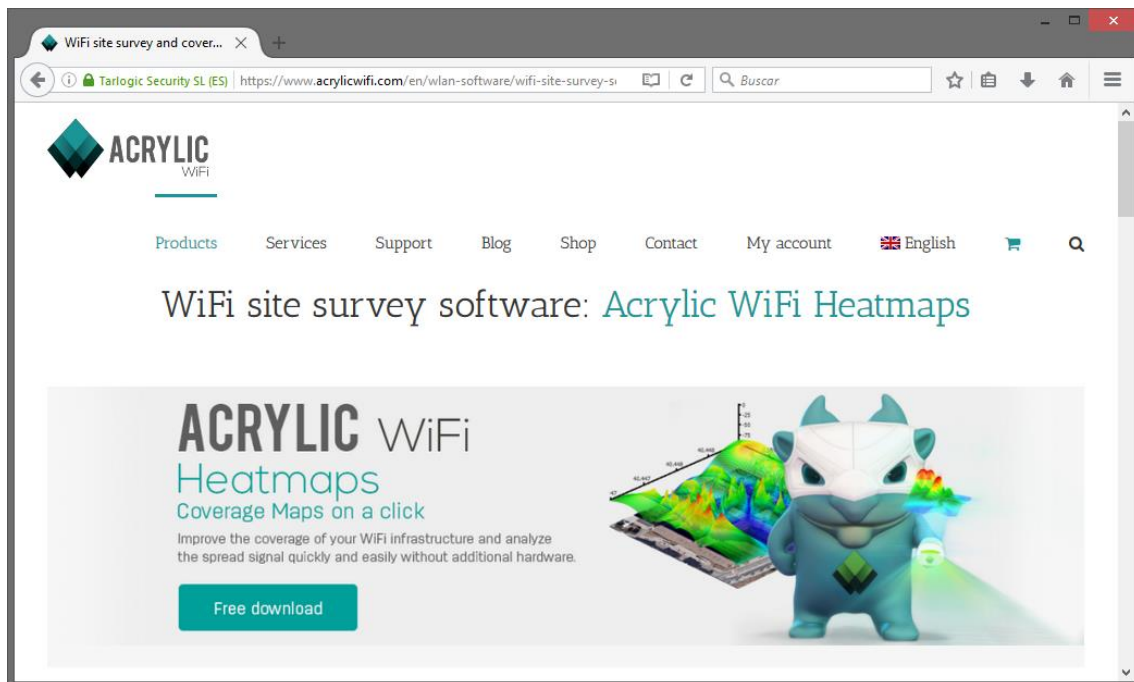 WiFi site survey and cover...
Tarlogic Security SL (ES) https://www.acrylicwifi.com/en/wlan-software/wifi-site-survey-s Buscar
ACRYLIC
WiFi
Products Services Support Blog Shop Contact My account English
WiFi site survey software: Acrylic WiFi Heatmaps
ACRYLIC WiFi
Heatmaps
Coverage Maps on a click
Improve the coverage of your WiFi infrastructure and analyze
the spread signal quickly and easily without additional hardware.
Free download